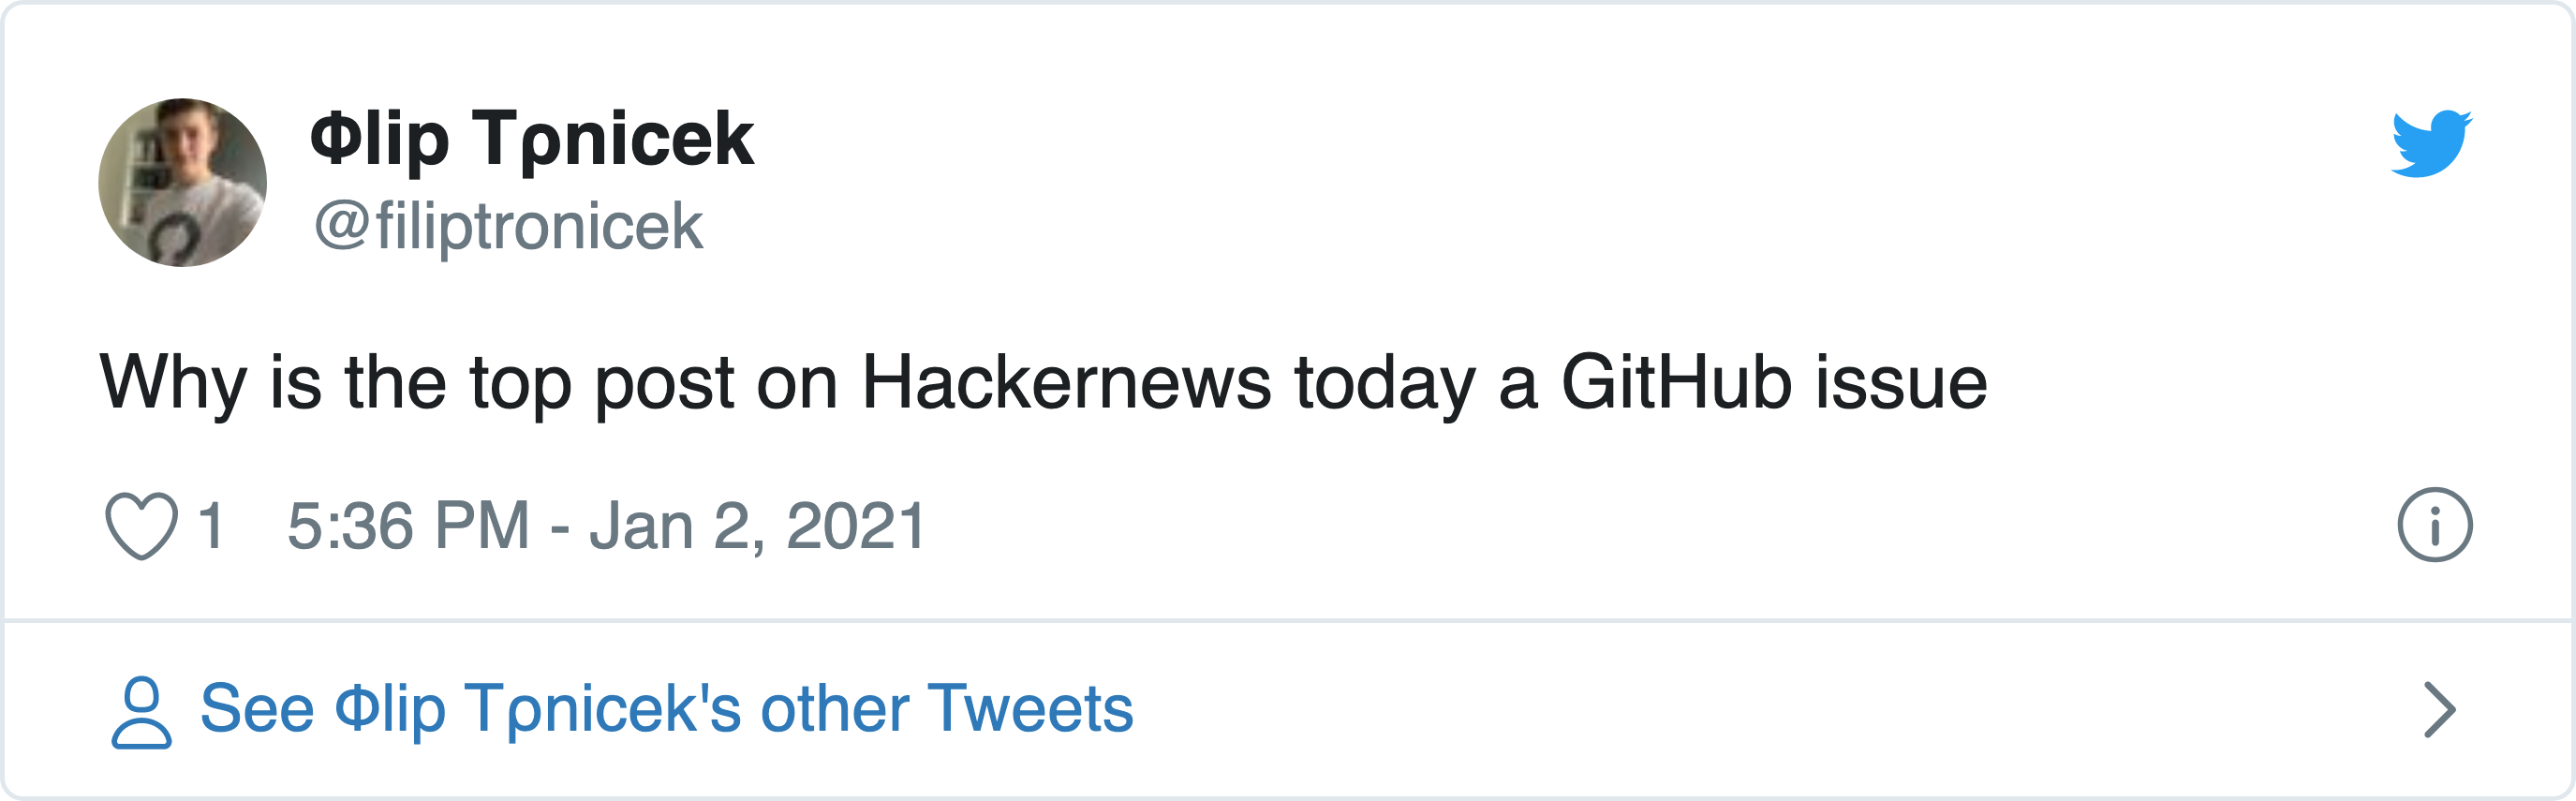 Φlip Tρnicek
@filiptronicek
Why is the top post on Hackernews today a GitHub issue
1 5:36 PM - Jan 2, 2021
See Φlip Tρnicek's other Tweets